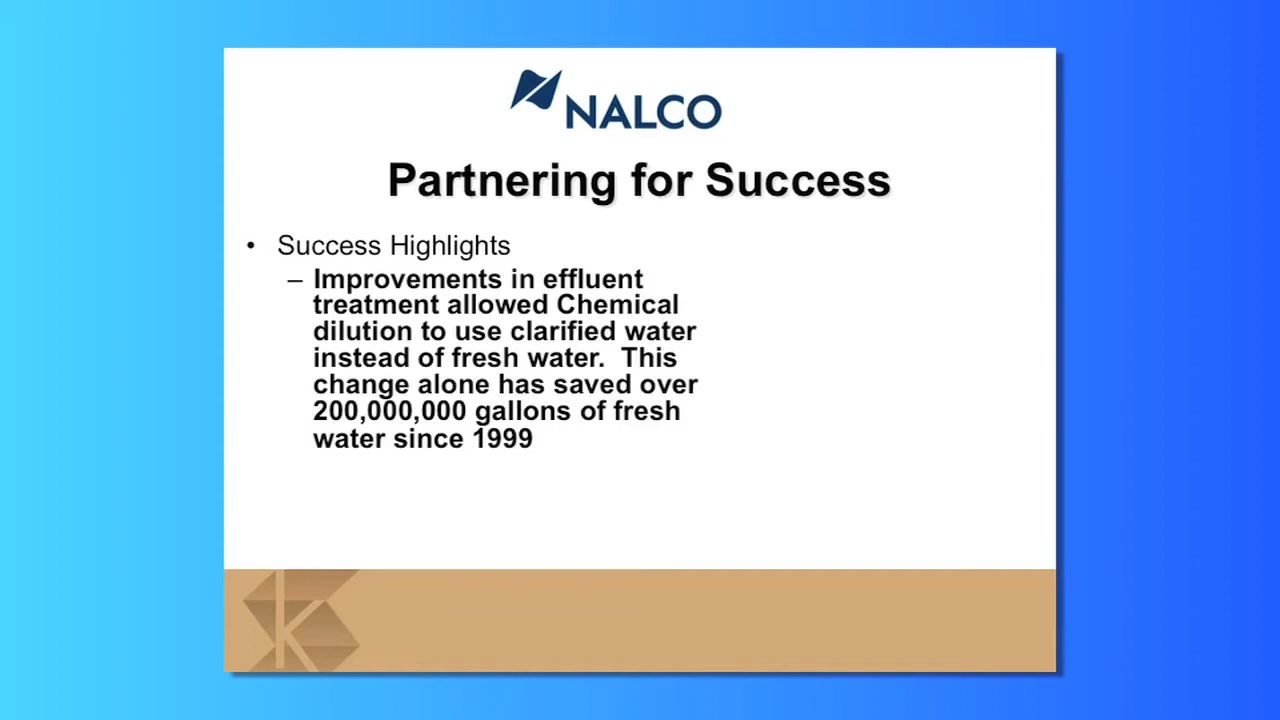 NALCO
Partnering for Success
• Success Highlights
– Improvements in effluent
treatment allowed Chemical
dilution to use clarified water
instead of fresh water.  This
change alone has saved over
200,000,000 gallons of fresh
water since 1999